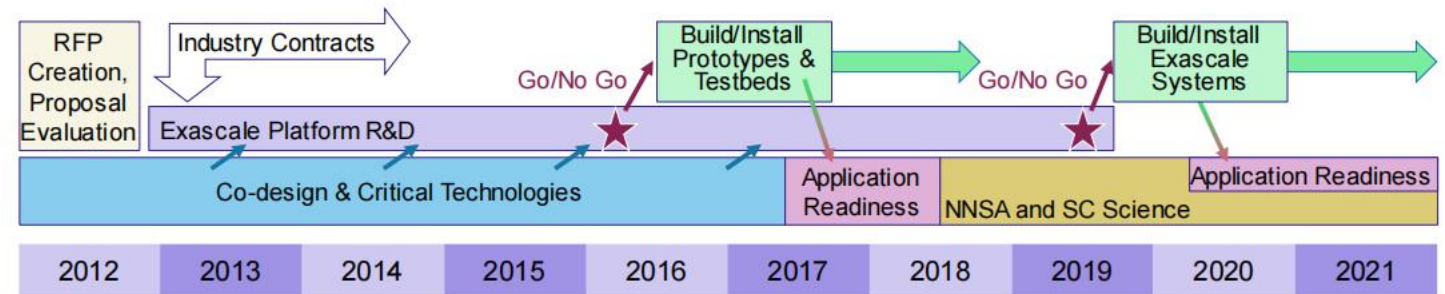 RFP
Creation,
Proposal
Evaluation
Industry Contracts
Go/No Go
Build/Install
Prototypes &
Testbeds
Go/No Go
Build/Install
Exascale
Systems
Exascale Platform R&D
Co-design & Critical Technologies
Application
Readiness
NNSA and SC Science
Application Readiness
2012 2013 2014 2015 2016 2017 2018 2019 2020 2021